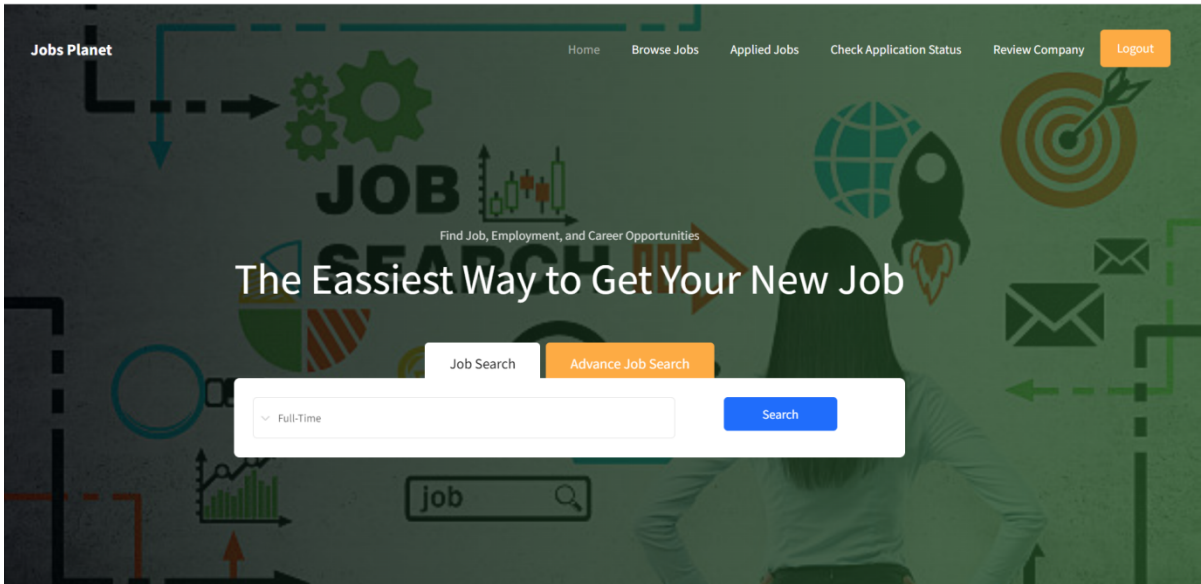 Jobs Planet
Home Browse Jobs Applied Jobs Check Application Status Review Company Logout
JOB
Find Job, Employment, and Career Opportunities
SEARCH
The Eassiest Way to Get Your New Job
Job Search Advance Job Search
Full-Time Search
job